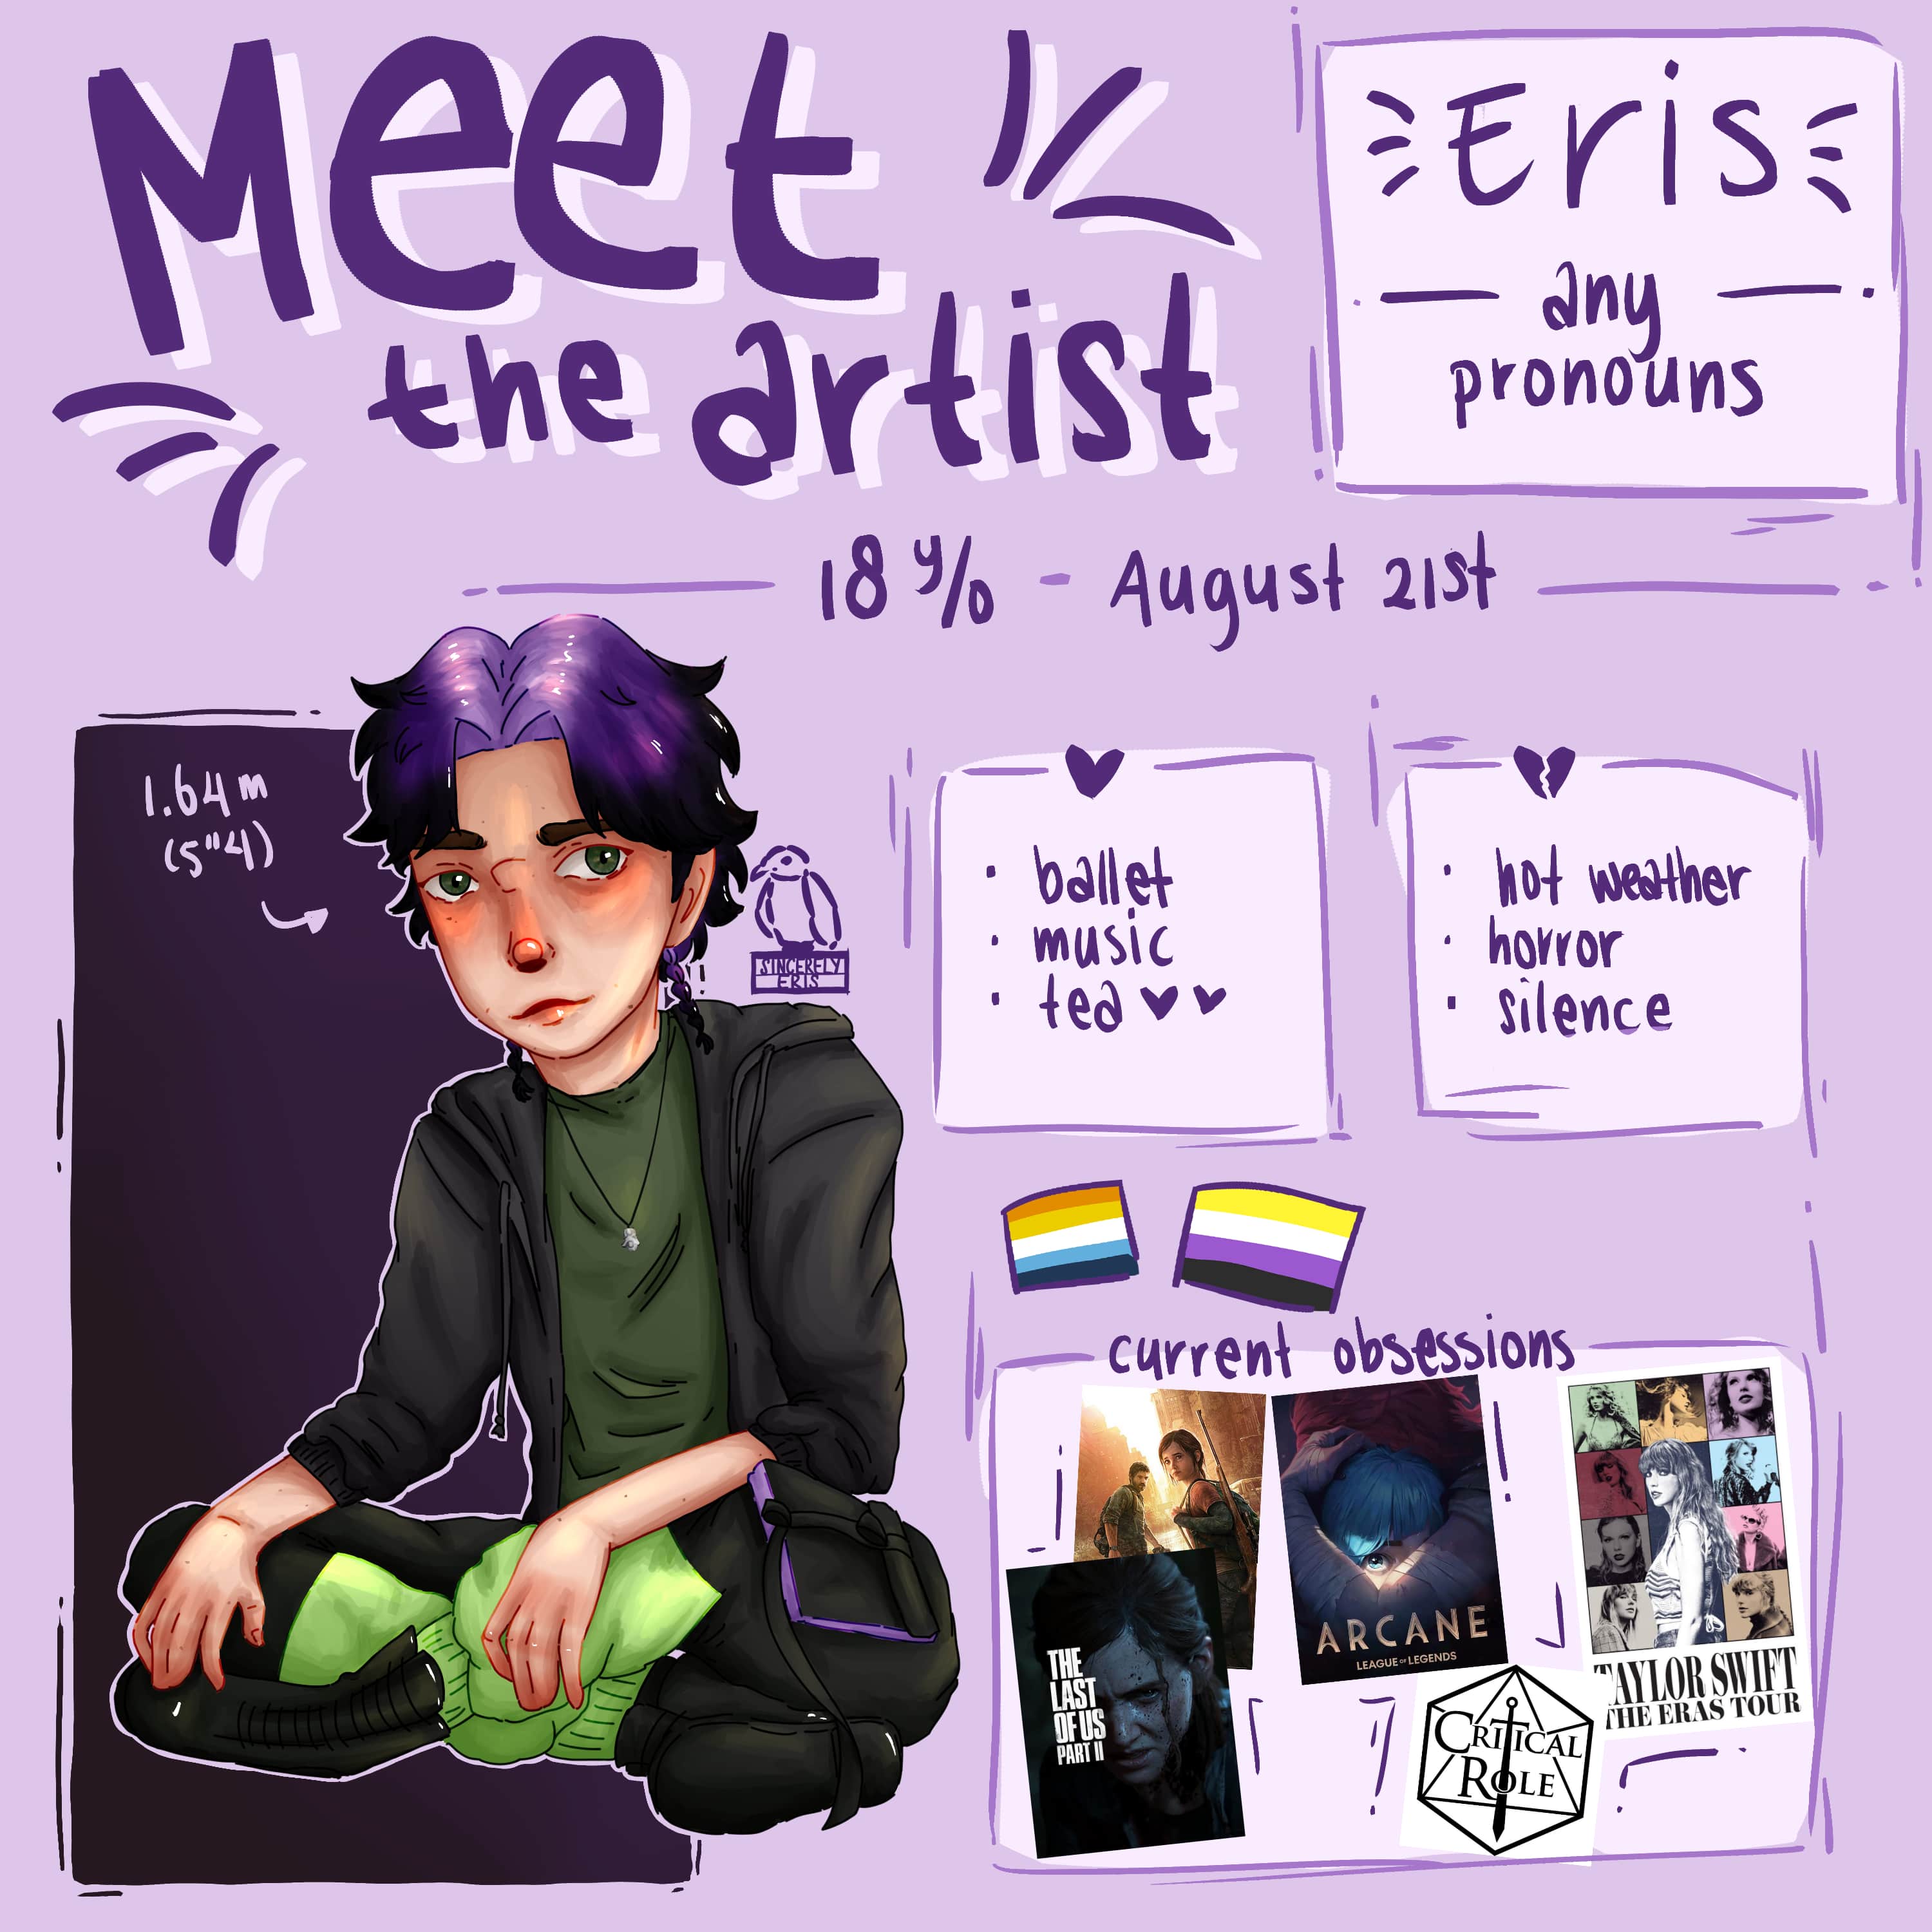 Meet
the artist
Eris
any
pronouns
18 y/o - August 21st
1.64m
(5"4)
SINCERELY
ERIS
· ballet
· music
· tea
· hot weather
· horror
· silence
current obsessions
THE
LAST
OF US
PART II
ARCANE
LEAGUE OF LEGENDS
TAYLOR SWIFT
THE ERAS TOUR
CRITICAL
ROLE